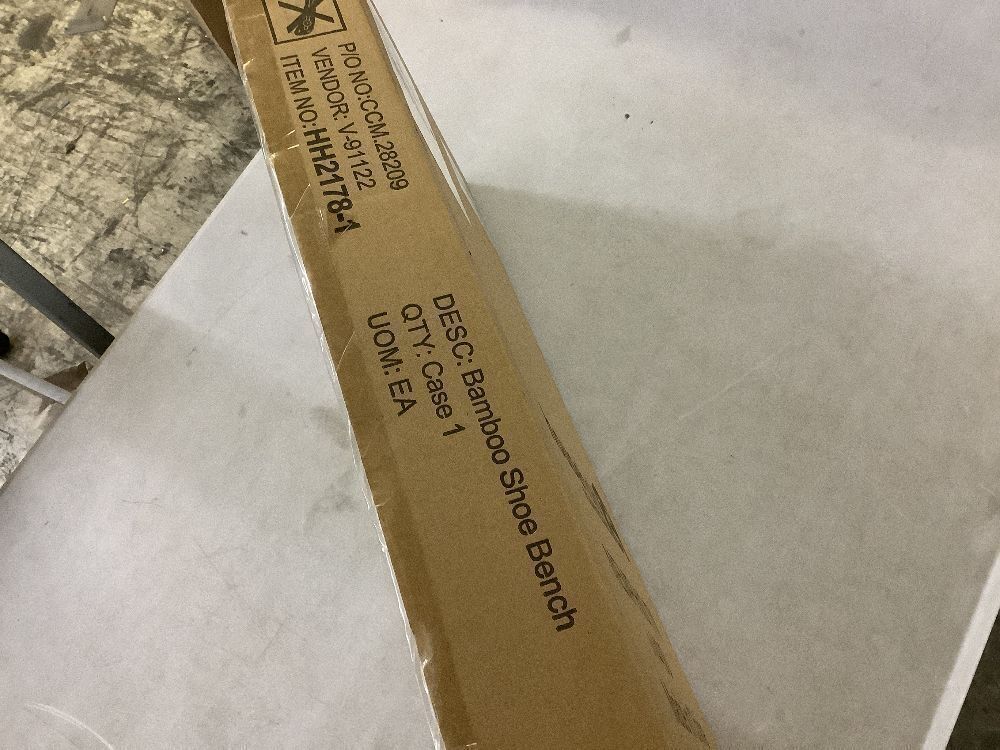 P/O NO:CCM.28209
VENDOR: V-91122
ITEM NO:HH2178-1
DESC: Bamboo Shoe Bench
QTY: Case 1
UOM: EA